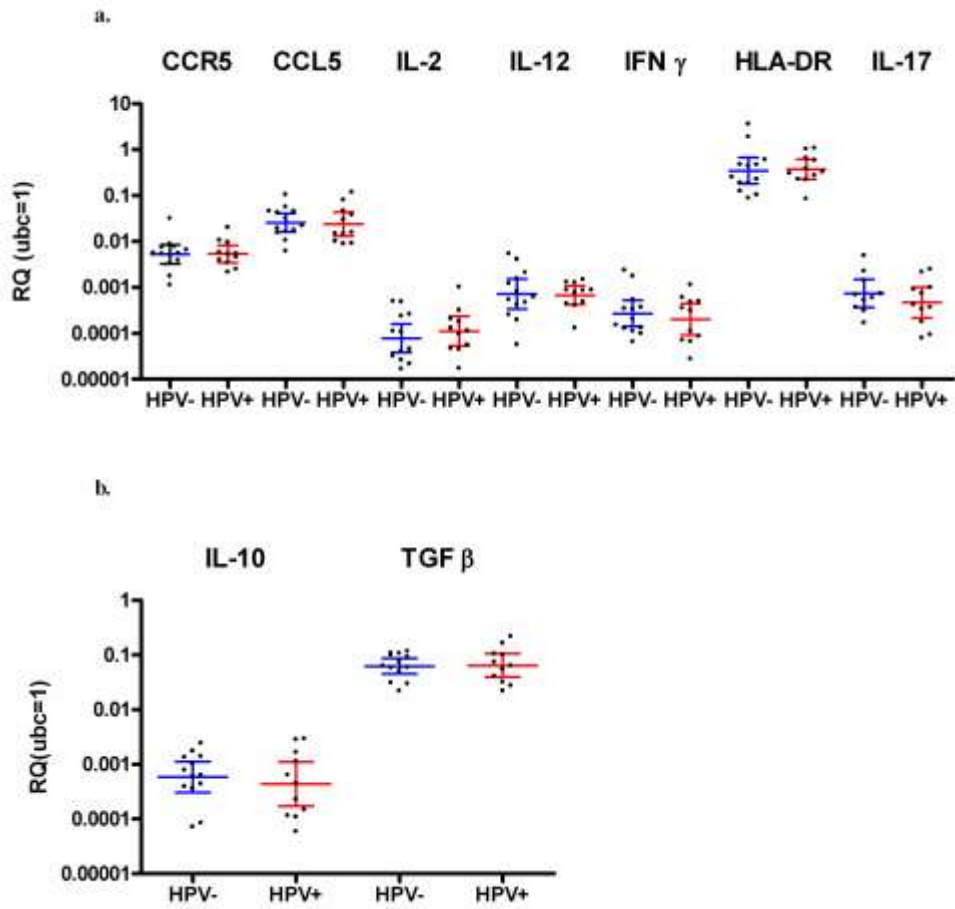 a.
CCR5 CCL5 IL-2 IL-12 IFN γ HLA-DR IL-17
10
1
0.1
0.01
0.001
0.0001
0.00001
RQ (ubc=1)
HPV- HPV+ HPV- HPV+ HPV- HPV+ HPV- HPV+ HPV- HPV+ HPV- HPV+ HPV- HPV+
b.
IL-10 TGF β
1
0.1
0.01
0.001
0.0001
0.00001
RQ(ubc=1)
HPV- HPV+ HPV- HPV+